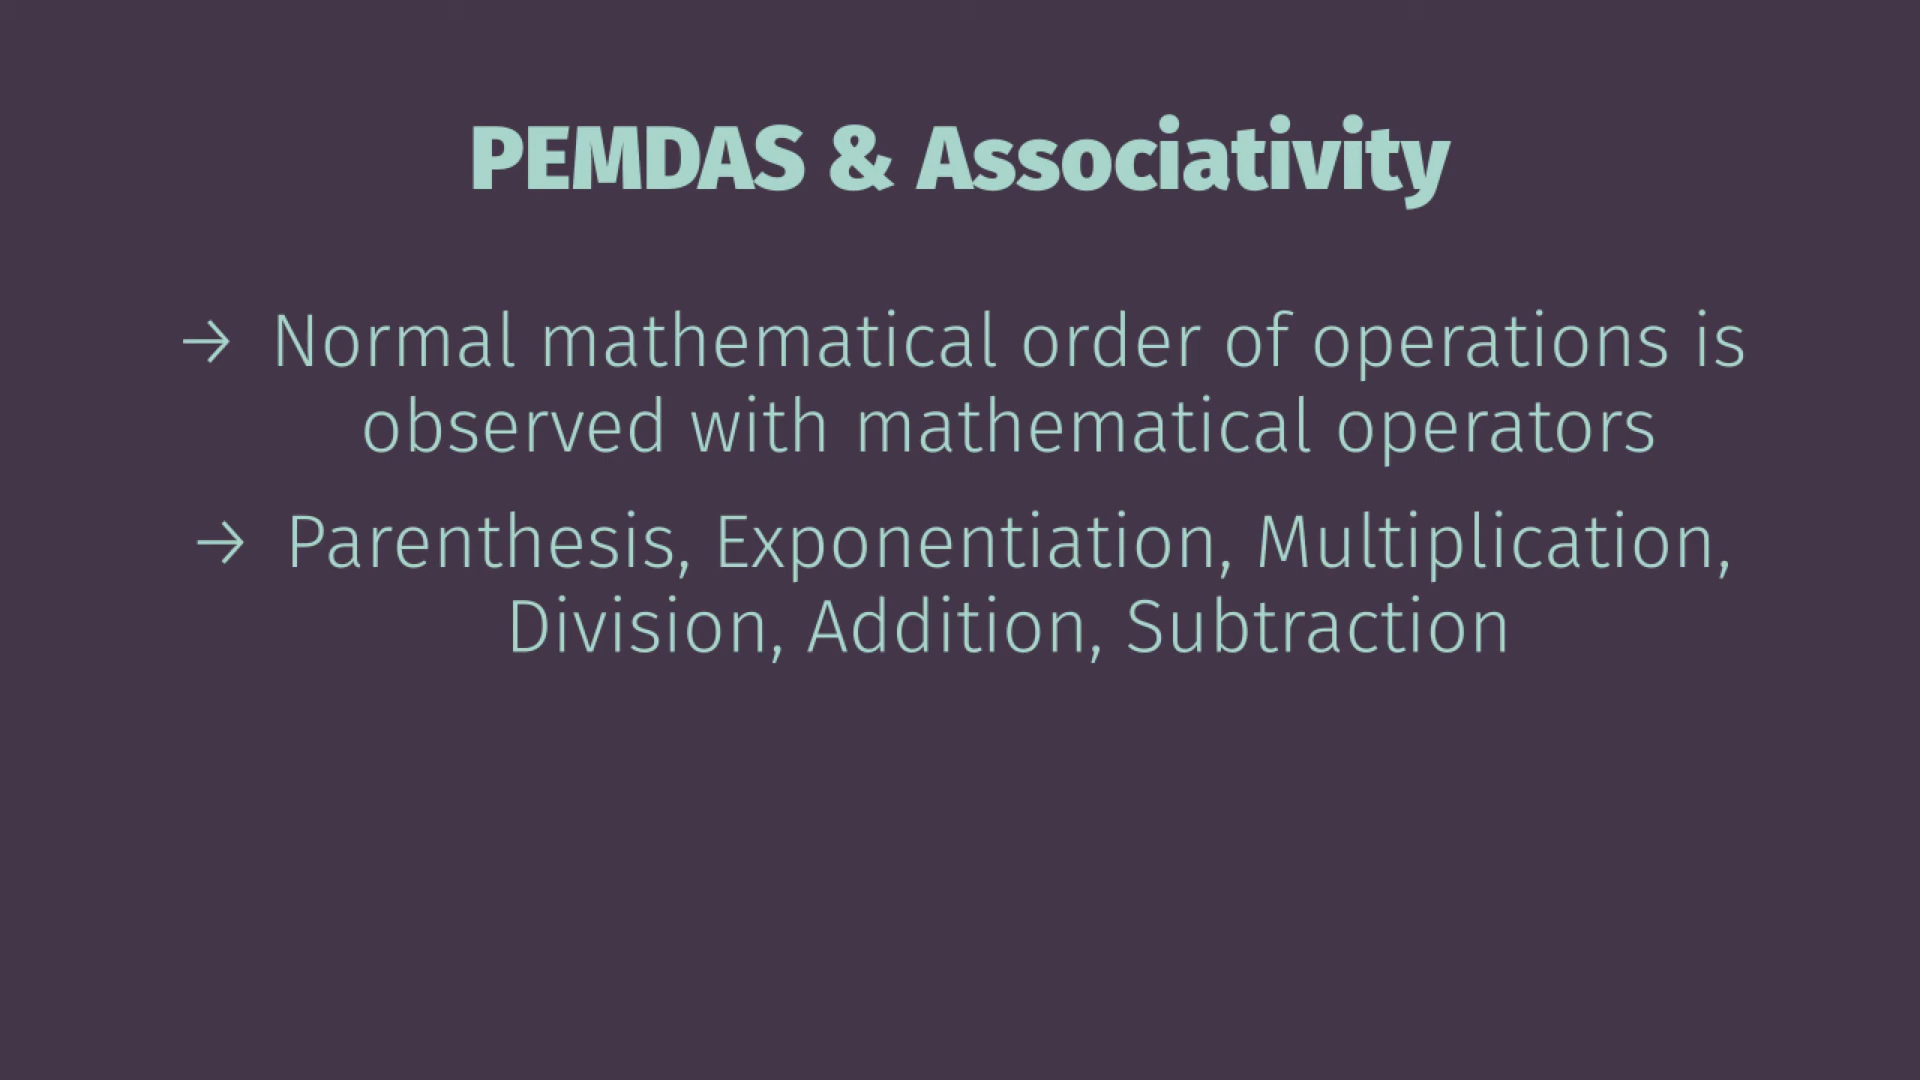 PEMDAS & Associativity
→ Normal mathematical order of operations is
observed with mathematical operators
→ Parenthesis, Exponentiation, Multiplication,
Division, Addition, Subtraction